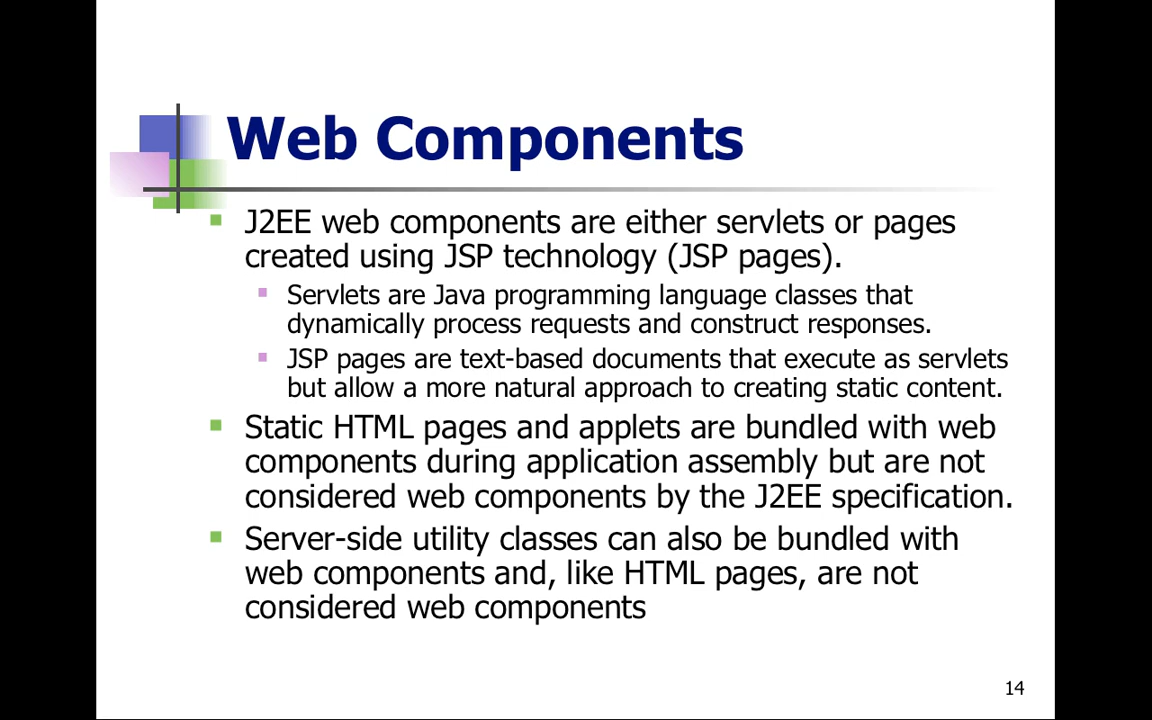 Web Components
J2EE web components are either servlets or pages
created using JSP technology (JSP pages).
Servlets are Java programming language classes that
dynamically process requests and construct responses.
JSP pages are text-based documents that execute as servlets
but allow a more natural approach to creating static content.
Static HTML pages and applets are bundled with web
components during application assembly but are not
considered web components by the J2EE specification.
Server-side utility classes can also be bundled with
web components and, like HTML pages, are not
considered web components
14